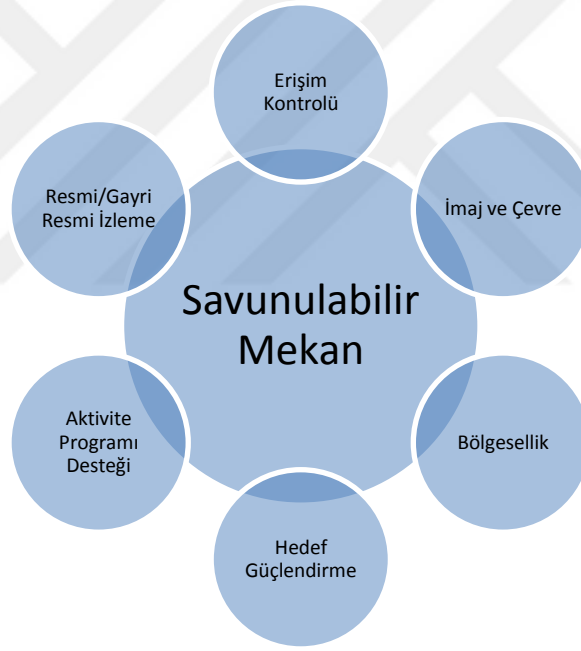 Erişim
Kontrolü
Resmi/Gayri
Resmi İzleme
İmaj ve Çevre
Savunulabilir
Mekan
Aktivite
Programı
Desteği
Bölgesellik
Hedef
Güçlendirme